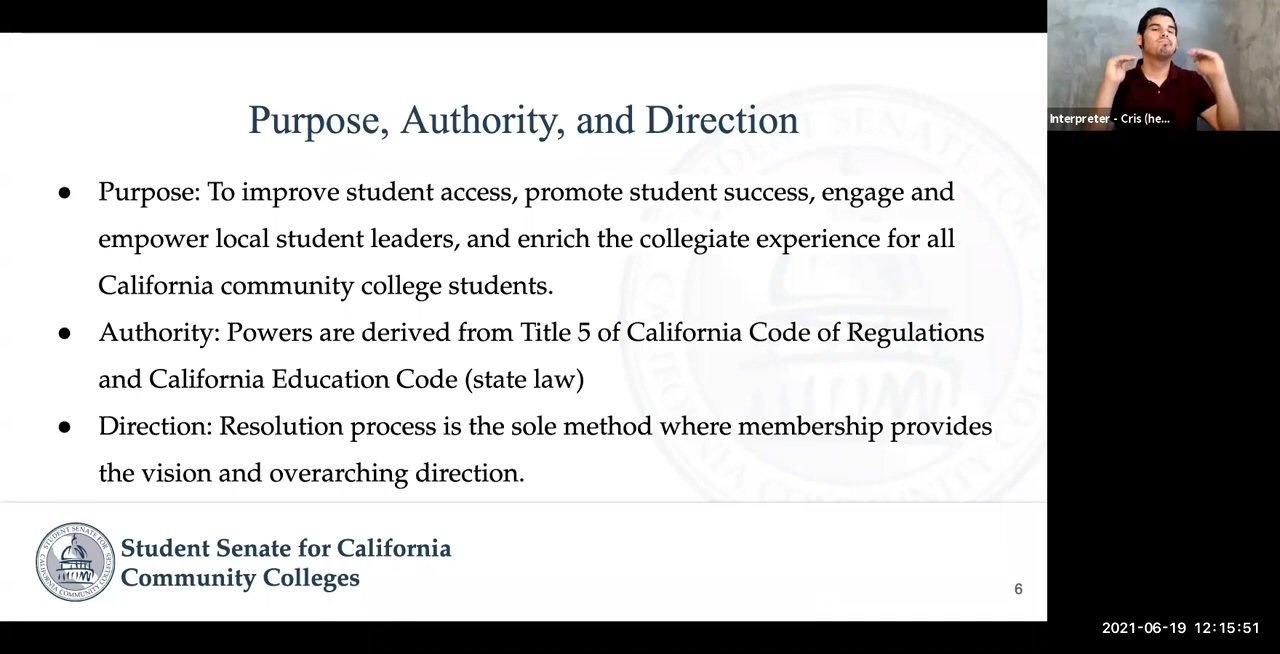 Purpose, Authority, and Direction
● Purpose: To improve student access, promote student success, engage and
empower local student leaders, and enrich the collegiate experience for all
California community college students.
● Authority: Powers are derived from Title 5 of California Code of Regulations
and California Education Code (state law)
● Direction: Resolution process is the sole method where membership provides
the vision and overarching direction.
Student Senate for California
Community Colleges
6
Interpreter - Cris (he...
2021-06-19 12:15:51